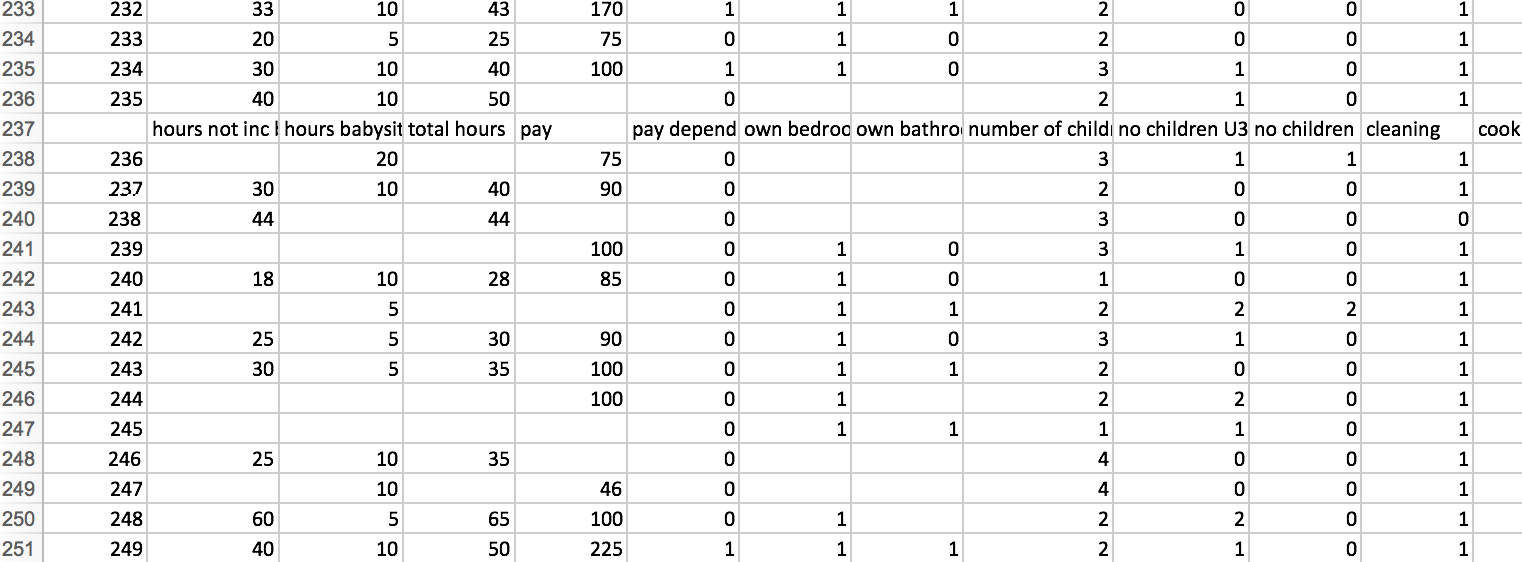 233 232 33 10 43 170 1 1 1 2 0 0 1
234 233 20 5 25 75 0 1 0 2 0 0 1
235 234 30 10 40 100 1 1 0 3 1 0 1
236 235 40 10 50 0 2 1 0 1
237 hours not inc hours babysit total hours pay pay depend own bedroo own bathro number of child no children U3 no children cleaning cook
238 236 20 75 0 3 1 1 1
239 237 30 10 40 90 0 2 0 0 1
240 238 44 44 0 3 0 0 0
241 239 100 0 1 0 3 1 0 1
242 240 18 10 28 85 0 1 0 1 0 0 1
243 241 5 0 1 1 2 2 2 1
244 242 25 5 30 90 0 1 0 3 1 0 1
245 243 30 5 35 100 0 1 1 2 0 0 1
246 244 100 0 1 2 2 0 1
247 245 0 1 1 1 1 0 1
248 246 25 10 35 0 4 0 0 1
249 247 10 46 0 4 0 0 1
250 248 60 5 65 100 0 1 2 2 0 1
251 249 40 10 50 225 1 1 1 2 1 0 1